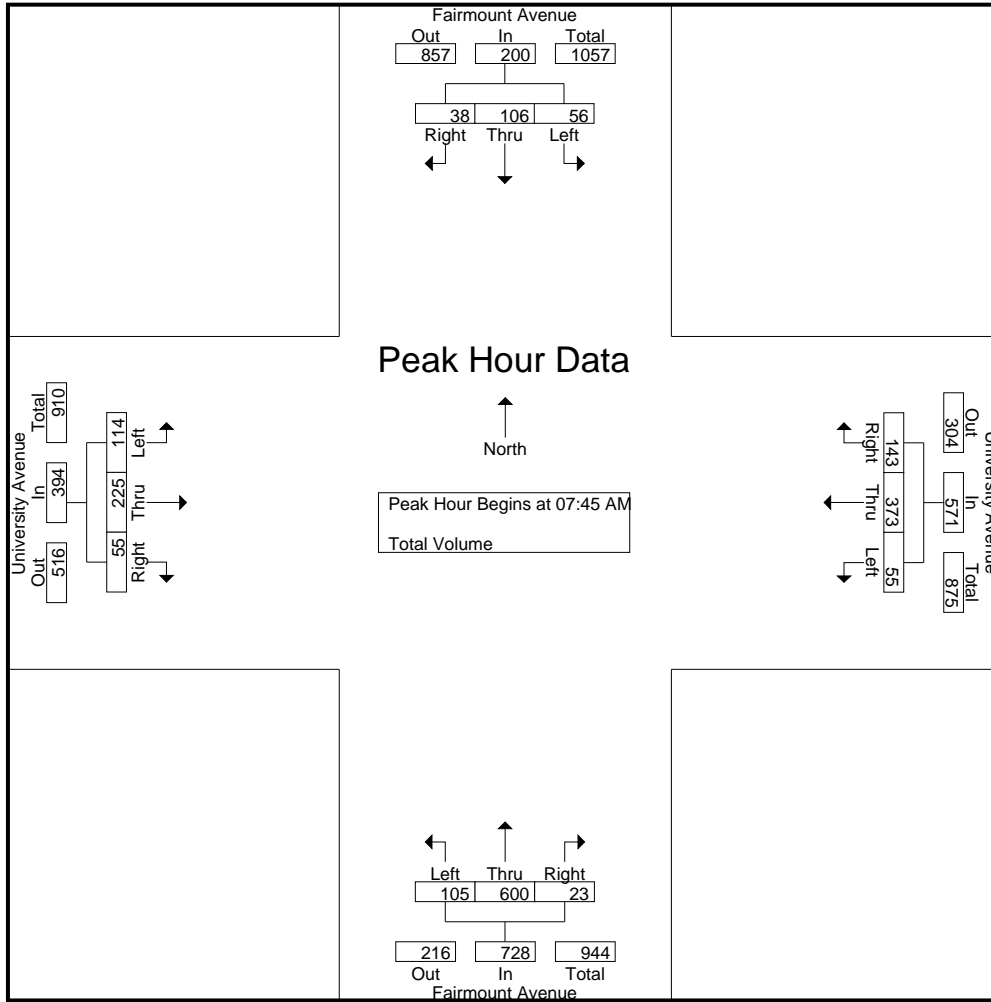 Fairmount Avenue
Out In Total
857 200 1057
38 106 56
Right Thru Left
Peak Hour Data
North
Peak Hour Begins at 07:45 AM
Total Volume
University Avenue
Out In Total
516 394 910
55 225 114
Right Thru Left
University Avenue
Out In Total
304 571 875
143 373 55
Right Thru Left
Left Thru Right
105 600 23
216 728 944
Out In Total
Fairmount Avenue